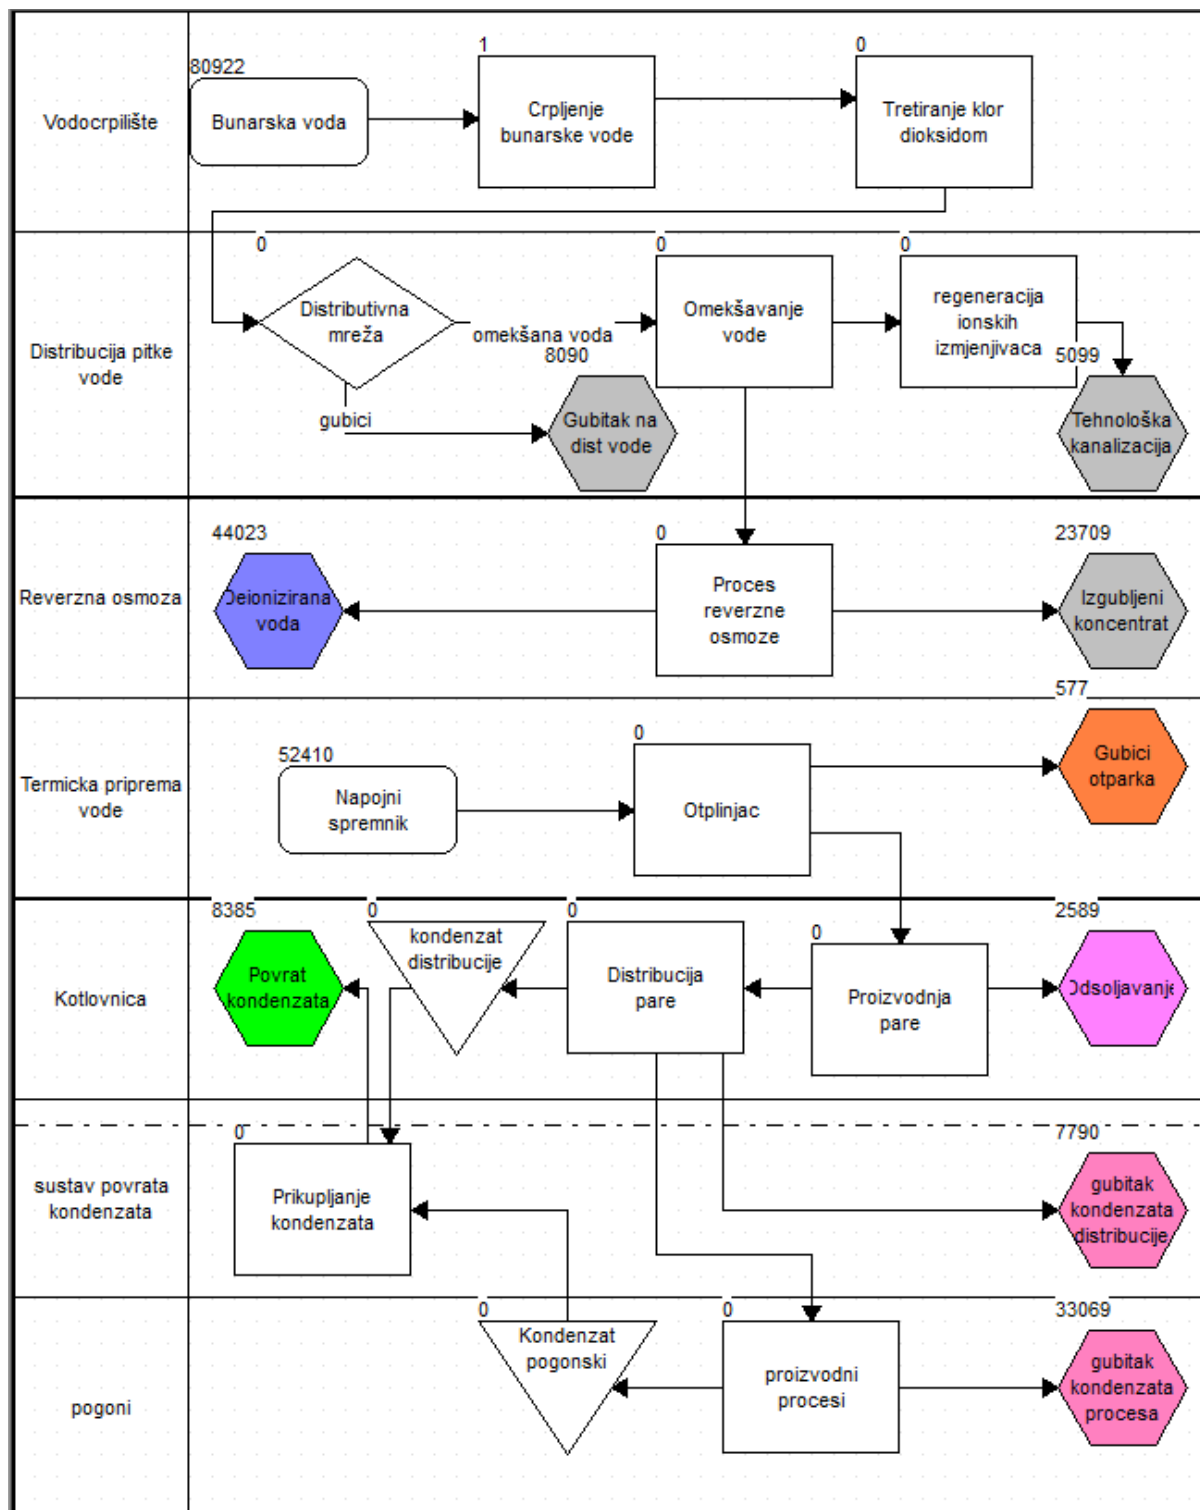 80922
1
0
Vodocrpilište
Bunarska voda
Crpljenje
bunarske vode
Tretiranje klor
dioksidom
0
0
0
Distribucija pitke
vode
Distributivna
mreža
omekšana voda
Omekšavanje
vode
regeneracija
ionskih
izmjenjivaca
gubici
8090
Gubitak na
dist vode
5099
Tehnološka
kanalizacija
44023
0
23709
Reverzna osmoza
Deionizirana
voda
Proces
reverzne
osmoze
Izgubljeni
koncentrat
577
0
52410
Termicka priprema
vode
Napojni
spremnik
Otplinjac
Gubici
otparka
8385
0
0
0
2589
Kotlovnica
Povrat
kondenzata
kondenzat
distribucije
Distribucija
pare
Proizvodnja
pare
Odsoljavanje
0
7790
sustav povrata
kondenzata
Prikupljanje
kondenzata
gubitak
kondenzata
distribucije
0
0
33069
pogoni
Kondenzat
pogonski
proizvodni
procesi
gubitak
kondenzata
procesa